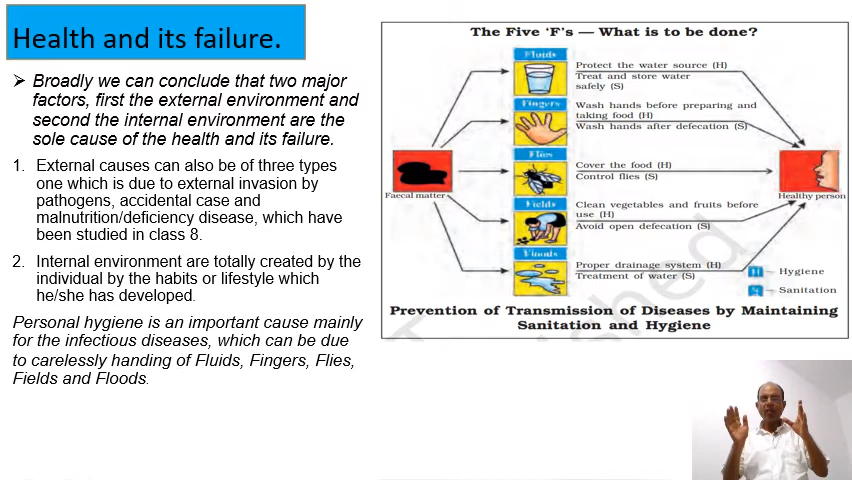 Health and its failure.
➤ Broadly we can conclude that two major
factors, first the external environment and
second the internal environment are the
sole cause of the health and its failure.
1. External causes can also be of three types
one which is due to external invasion by
pathogens, accidental case and
malnutrition/deficiency disease, which have
been studied in class 8.
2. Internal environment are totally created by the
individual by the habits or lifestyle which
he/she has developed.
Personal hygiene is an important cause mainly
for the infectious diseases, which can be due
to carelessly handing of Fluids, Fingers, Flies,
Fields and Floods.
The Five 'F's — What is to be done?
Fluids
Protect the water source (H)
Treat and store water
safely (S)
Fingers
Wash hands before preparing and
taking food (H)
Wash hands after defecation (S)
Flies
Cover the food (H)
Control flies (S)
Faecal matter
Healthy person
Fields
Clean vegetables and fruits before
use (H)
Avoid open defecation (S)
Floods
Proper drainage system (H)
Treatment of water (S)
H — Hygiene
S — Sanitation
Prevention of Transmission of Diseases by Maintaining
Sanitation and Hygiene